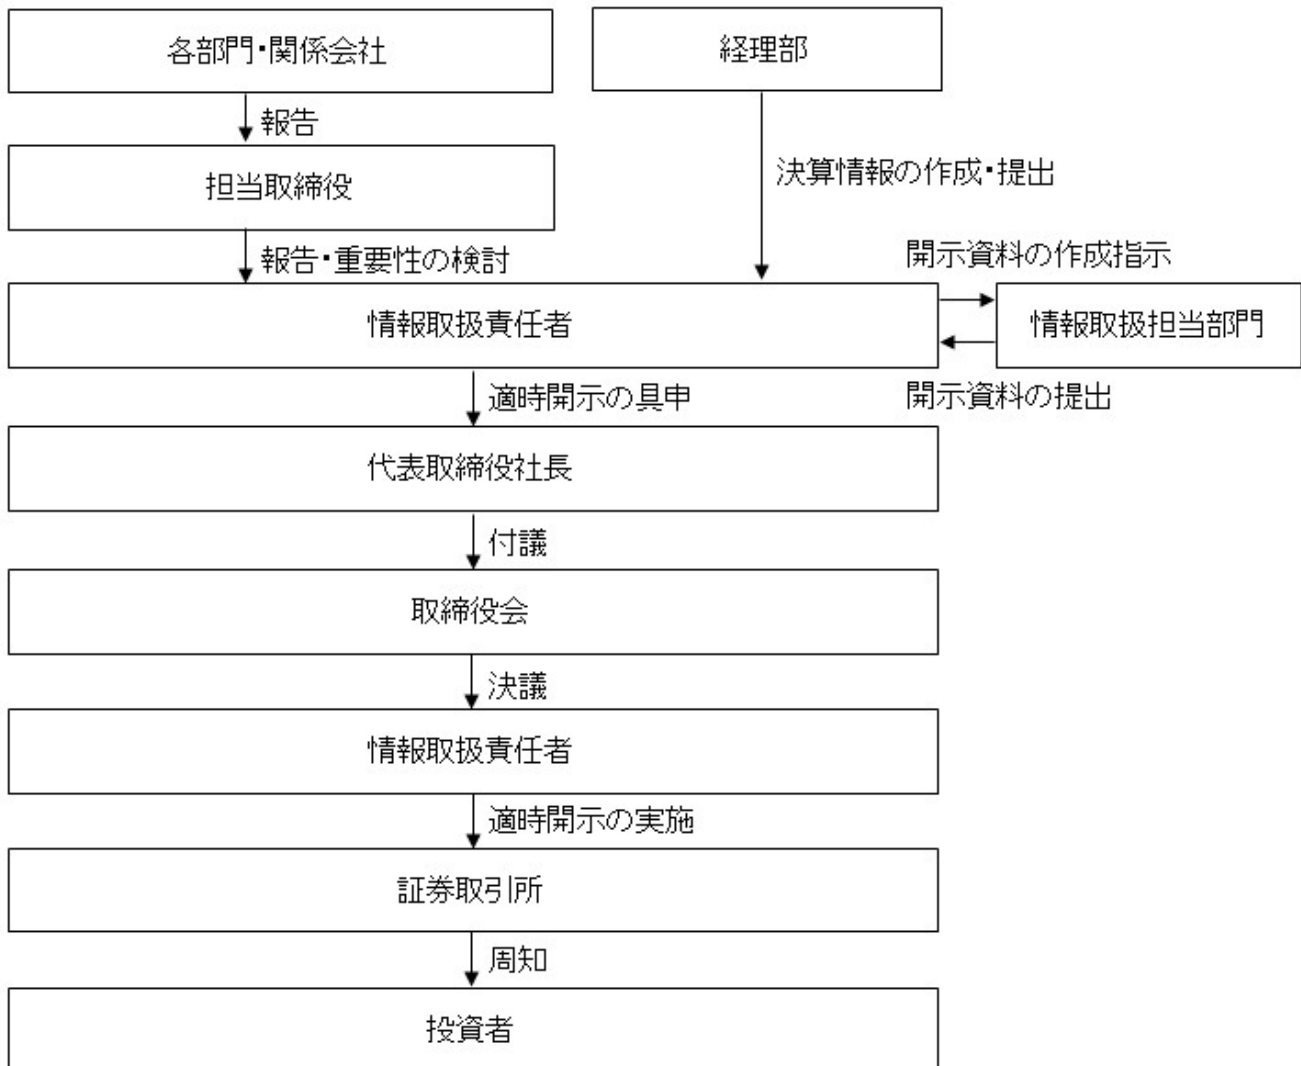 各部門・関係会社
経理部
報告
担当取締役
決算情報の作成・提出
報告・重要性の検討
開示資料の作成指示
情報取扱責任者
情報取扱担当部門
適時開示の具申
開示資料の提出
代表取締役社長
付議
取締役会
決議
情報取扱責任者
適時開示の実施
証券取引所
周知
投資者